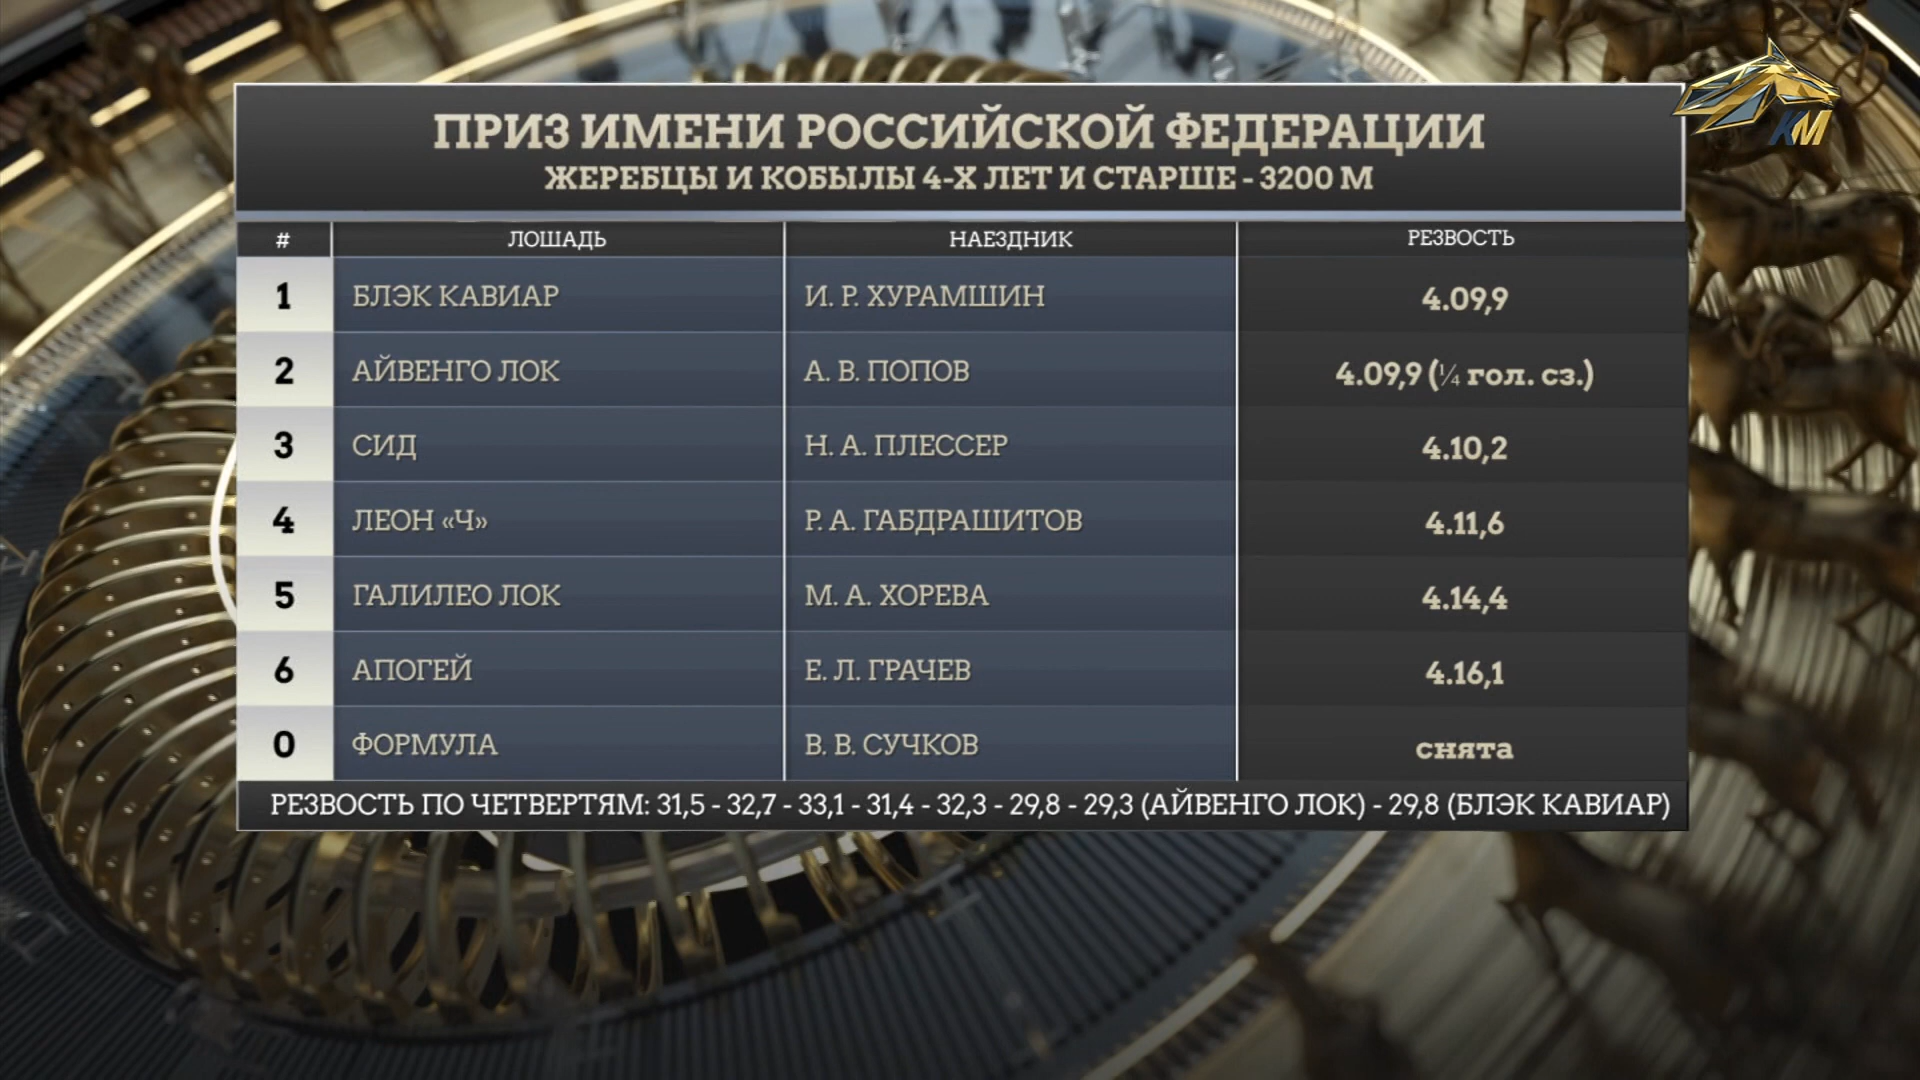 ПРИЗ ИМЕНИ РОССИЙСКОЙ ФЕДЕРАЦИИ
ЖЕРЕБЦЫ И КОБЫЛЫ 4-Х ЛЕТ И СТАРШЕ - 3200 М
КМ
# ЛОШАДЬ НАЕЗДНИК РЕЗВОСТЬ
1 БЛЭК КАВИАР И. Р. ХУРАМШИН 4.09,9
2 АЙВЕНГО ЛОК А. В. ПОПОВ 4.09,9 (¼ гол. сз.)
3 СИД Н. А. ПЛЕССЕР 4.10,2
4 ЛЕОН «Ч» Р. А. ГАБДРАШИТОВ 4.11,6
5 ГАЛИЛЕО ЛОК М. А. ХОРЕВА 4.14,4
6 АПОГЕЙ Е. Л. ГРАЧЕВ 4.16,1
0 ФОРМУЛА В. В. СУЧКОВ снята
РЕЗВОСТЬ ПО ЧЕТВЕРТЯМ: 31,5 - 32,7 - 33,1 - 31,4 - 32,3 - 29,8 - 29,3 (АЙВЕНГО ЛОК) - 29,8 (БЛЭК КАВИАР)